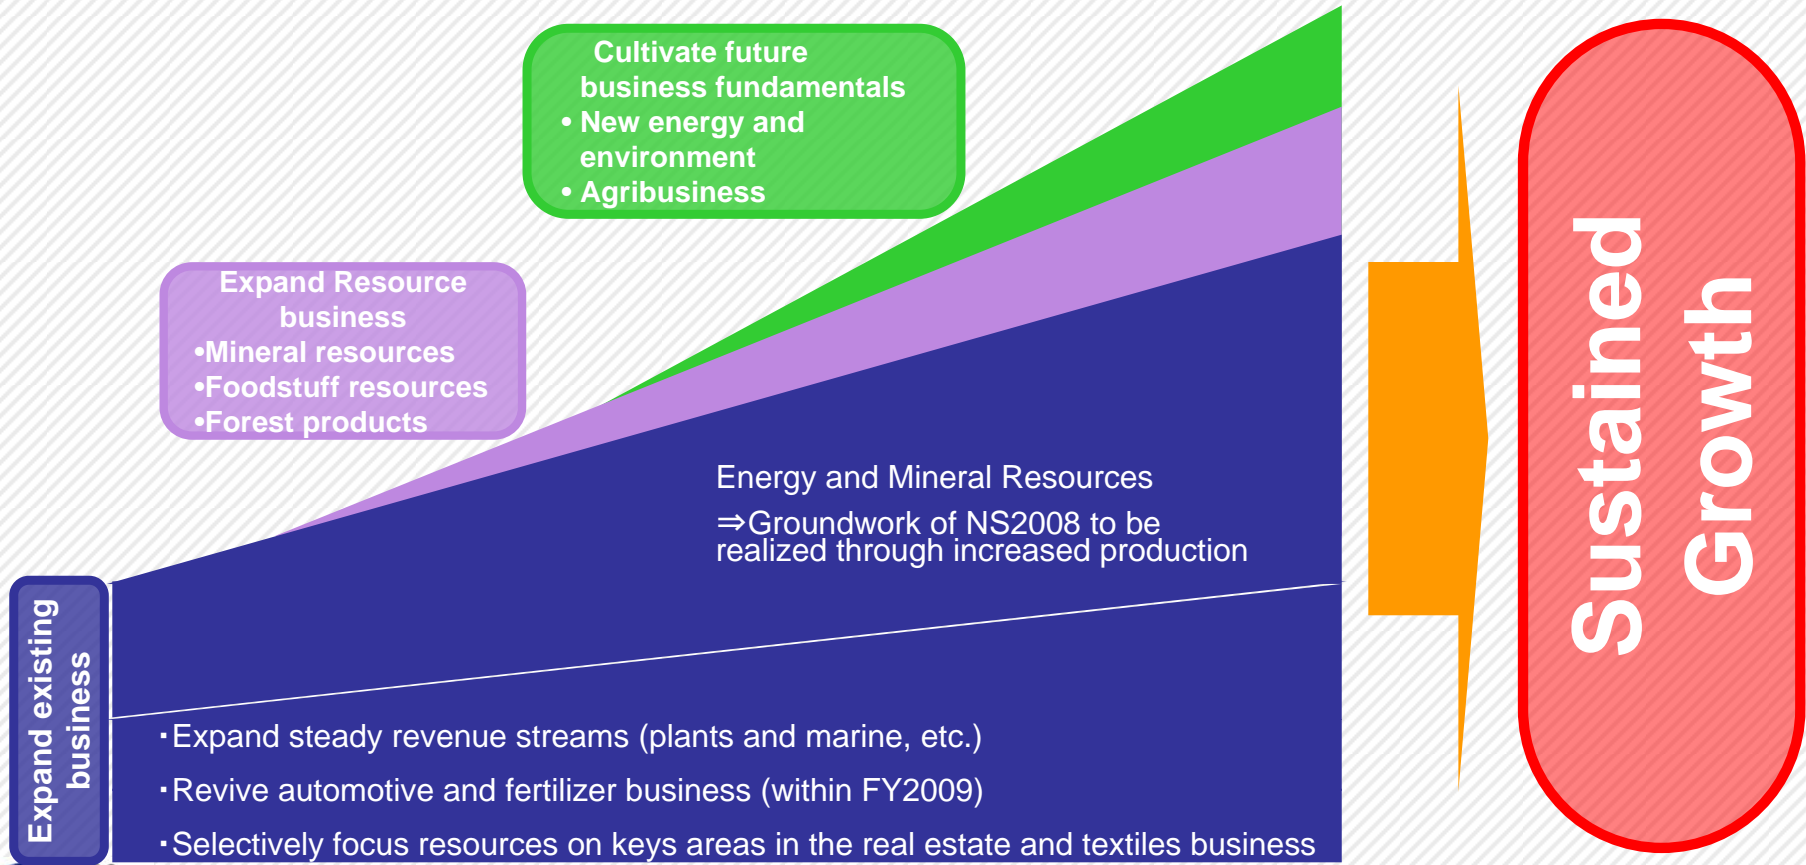 Cultivate future
business fundamentals
• New energy and
environment
• Agribusiness
Expand Resource
business
•Mineral resources
•Foodstuff resources
•Forest products
Energy and Mineral Resources
⇒Groundwork of NS2008 to be
realized through increased production
Expand existing
business
・Expand steady revenue streams (plants and marine, etc.)
・Revive automotive and fertilizer business (within FY2009)
・Selectively focus resources on keys areas in the real estate and textiles business
Sustained
Growth